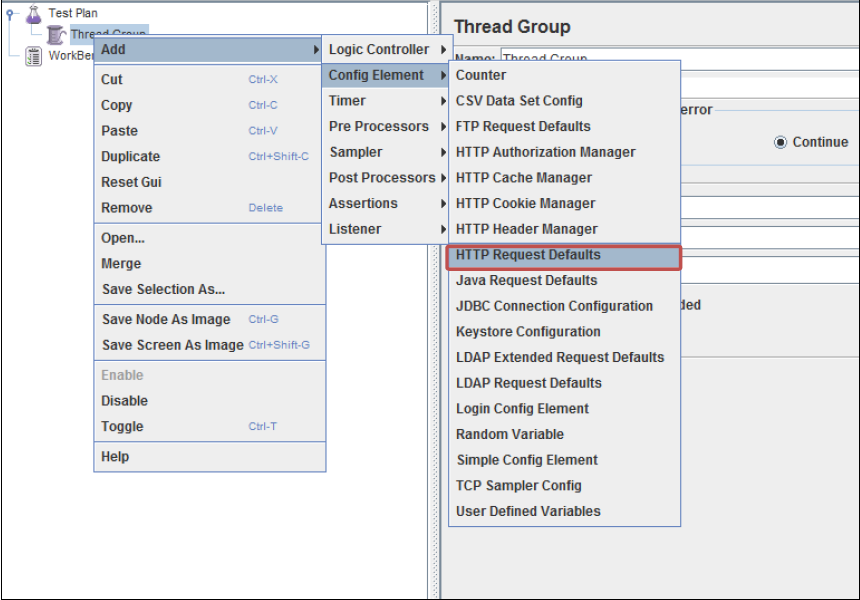 Test Plan
Thread Group
WorkBen
Add
Cut Ctrl-X
Copy Ctrl-C
Paste Ctrl-V
Duplicate Ctrl+Shift-C
Reset Gui
Remove Delete
Open...
Merge
Save Selection As...
Save Node As Image Ctrl-G
Save Screen As Image Ctrl+Shift-G
Enable
Disable
Toggle Ctrl-T
Help
Logic Controller
Config Element
Timer
Pre Processors
Sampler
Post Processors
Assertions
Listener
Counter
CSV Data Set Config
FTP Request Defaults
HTTP Authorization Manager
HTTP Cache Manager
HTTP Cookie Manager
HTTP Header Manager
HTTP Request Defaults
Java Request Defaults
JDBC Connection Configuration
Keystore Configuration
LDAP Extended Request Defaults
LDAP Request Defaults
Login Config Element
Random Variable
Simple Config Element
TCP Sampler Config
User Defined Variables
Thread Group
Name: Thread Group
error
Continue
ded